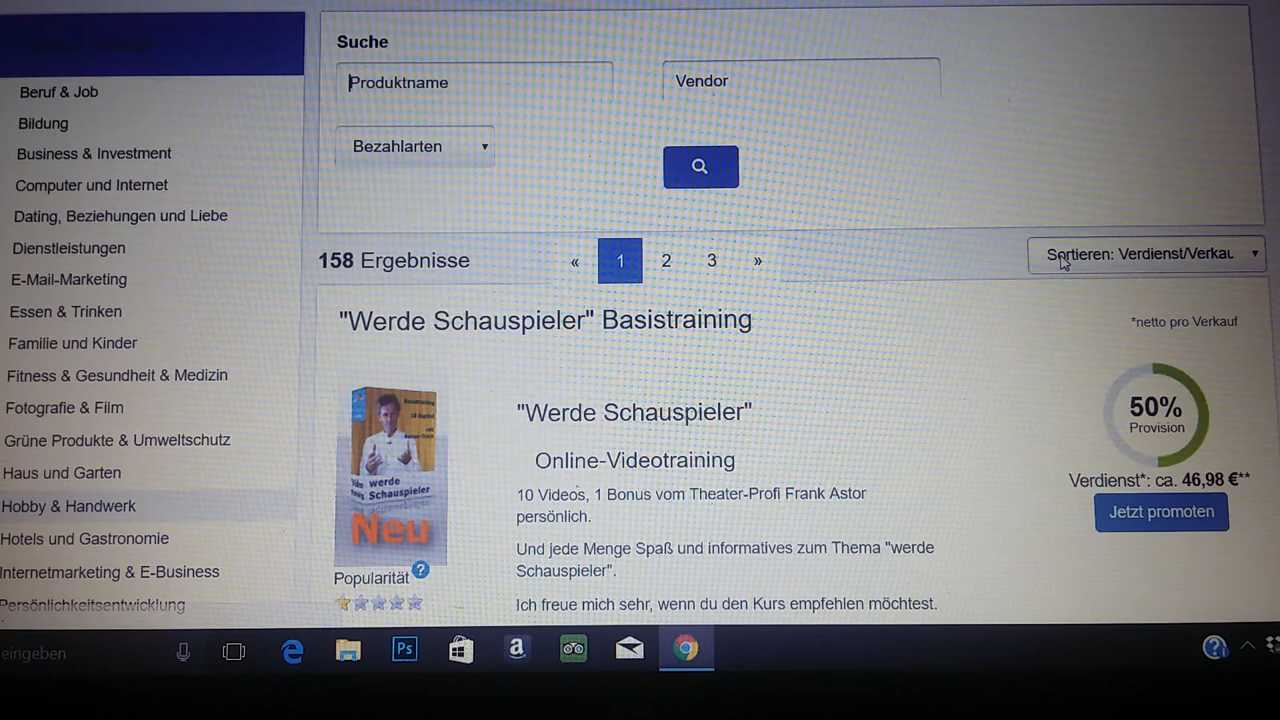 Suche
Produktname
Vendor
Bezahlarten
Beruf & Job
Bildung
Business & Investment
Computer und Internet
Dating, Beziehungen und Liebe
Dienstleistungen
E-Mail-Marketing
Essen & Trinken
Familie und Kinder
Fitness & Gesundheit & Medizin
Fotografie & Film
Grüne Produkte & Umweltschutz
Haus und Garten
Hobby & Handwerk
Hotels und Gastronomie
Internetmarketing & E-Business
Persönlichkeitsentwicklung
158 Ergebnisse
« 1 2 3 »
Sortieren: Verdienst/Verkau
"Werde Schauspieler" Basistraining
*netto pro Verkauf
werde
Schauspieler
Neu
Popularität ?
"Werde Schauspieler"
Online-Videotraining
10 Videos, 1 Bonus vom Theater-Profi Frank Astor
persönlich.
Und jede Menge Spaß und informatives zum Thema "werde
Schauspieler".
Ich freue mich sehr, wenn du den Kurs empfehlen möchtest.
50%
Provision
Verdienst*: ca. 46,98 €**
Jetzt promoten
eingeben
Ps
a